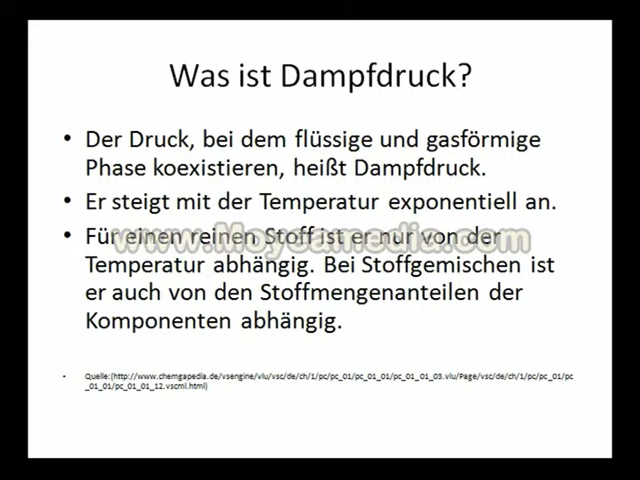 Was ist Dampfdruck?
• Der Druck, bei dem flüssige und gasförmige
Phase koexistieren, heißt Dampfdruck.
• Er steigt mit der Temperatur exponentiell an.
• Für einen reinen Stoff ist er nur von der
www.Moysamedia.com
Temperatur abhängig. Bei Stoffgemischen ist
er auch von den Stoffmengenanteilen der
Komponenten abhängig.
• Quelle:(http://www.chemgapedia.de/vsengine/vlu/vsc/de/ch/1/pc/pc_01/pc_01_01/pc_01_01_03.vlu/Page/vsc/de/ch/1/pc/pc_01/pc
_01_01/pc_01_01_12.vscml.html)